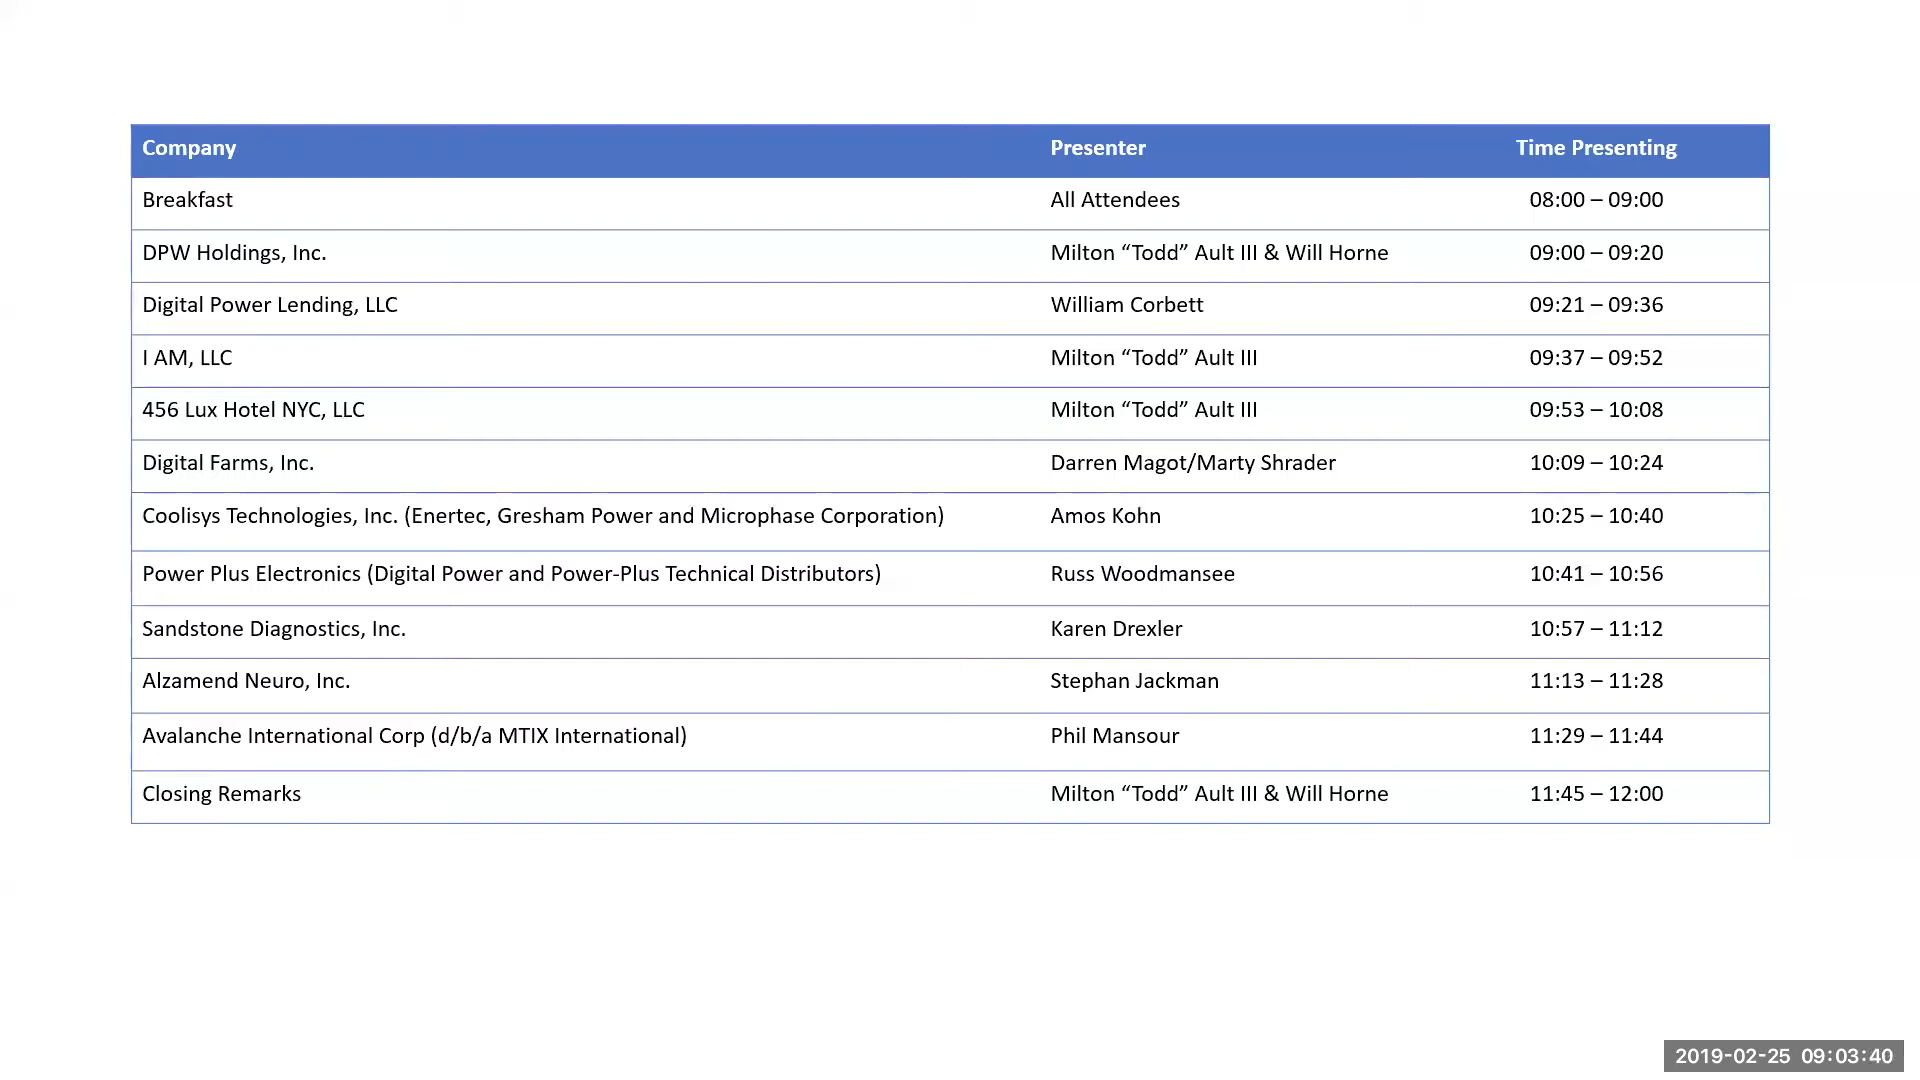 Company Presenter Time Presenting
Breakfast All Attendees 08:00 – 09:00
DPW Holdings, Inc. Milton “Todd” Ault III & Will Horne 09:00 – 09:20
Digital Power Lending, LLC William Corbett 09:21 – 09:36
I AM, LLC Milton “Todd” Ault III 09:37 – 09:52
456 Lux Hotel NYC, LLC Milton “Todd” Ault III 09:53 – 10:08
Digital Farms, Inc. Darren Magot/Marty Shrader 10:09 – 10:24
Coolisys Technologies, Inc. (Enertec, Gresham Power and Microphase Corporation) Amos Kohn 10:25 – 10:40
Power Plus Electronics (Digital Power and Power-Plus Technical Distributors) Russ Woodmansee 10:41 – 10:56
Sandstone Diagnostics, Inc. Karen Drexler 10:57 – 11:12
Alzamend Neuro, Inc. Stephan Jackman 11:13 – 11:28
Avalanche International Corp (d/b/a MTIX International) Phil Mansour 11:29 – 11:44
Closing Remarks Milton “Todd” Ault III & Will Horne 11:45 – 12:00
2019-02-25 09:03:40